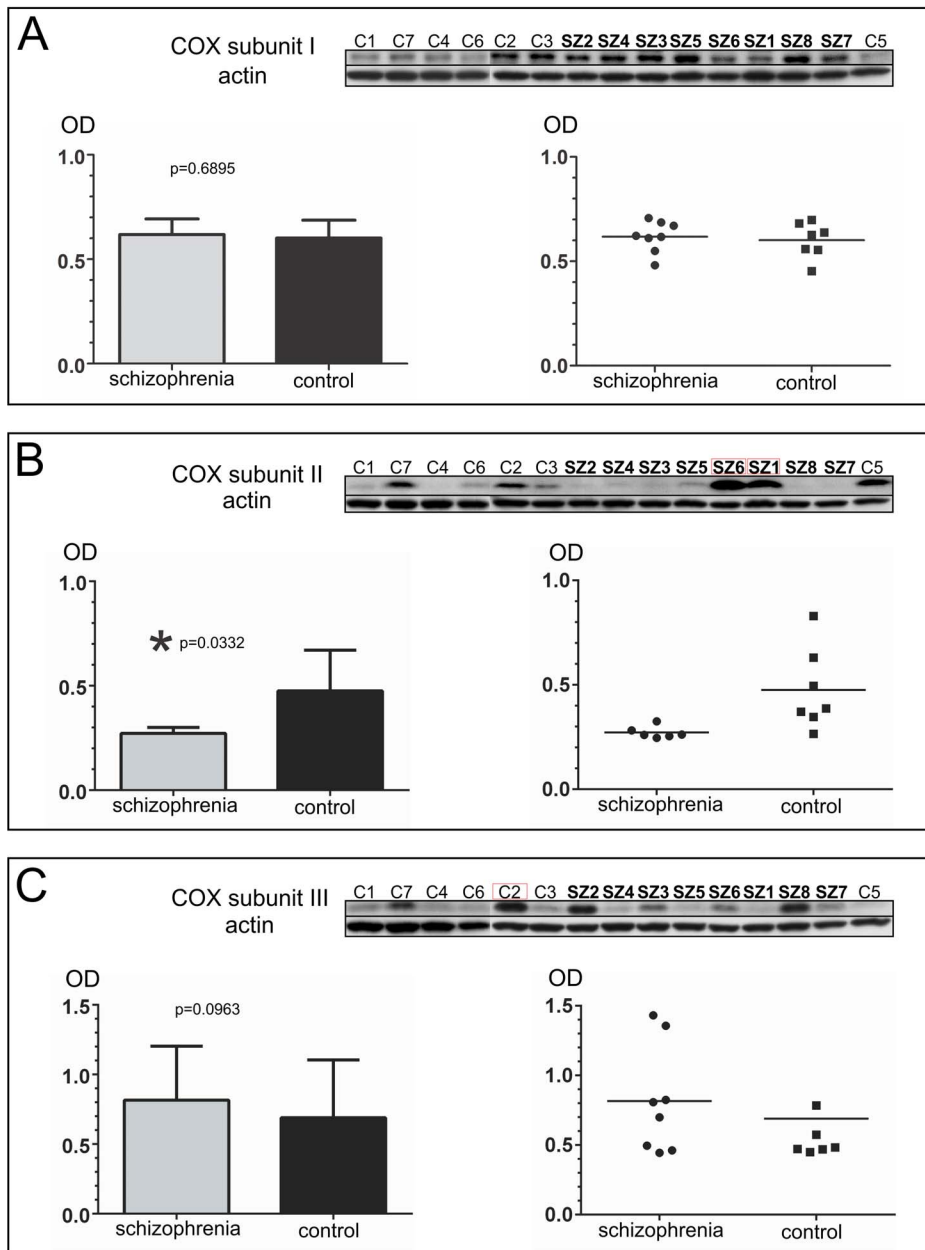 A
COX subunit I
C1 C7 C4 C6 C2 C3 SZ2 SZ4 SZ3 SZ5 SZ6 SZ1 SZ8 SZ7 C5
actin
OD
1.0
p=0.6895
0.5
0.0
schizophrenia control
OD
1.0
0.5
0.0
schizophrenia control
B
COX subunit II
C1 C7 C4 C6 C2 C3 SZ2 SZ4 SZ3 SZ5 SZ6 SZ1 SZ8 SZ7 C5
actin
OD
1.0
* p=0.0332
0.5
0.0
schizophrenia control
OD
1.0
0.5
0.0
schizophrenia control
C
COX subunit III
C1 C7 C4 C6 C2 C3 SZ2 SZ4 SZ3 SZ5 SZ6 SZ1 SZ8 SZ7 C5
actin
OD
1.5
p=0.0963
1.0
0.5
0.0
schizophrenia control
OD
1.5
1.0
0.5
0.0
schizophrenia control